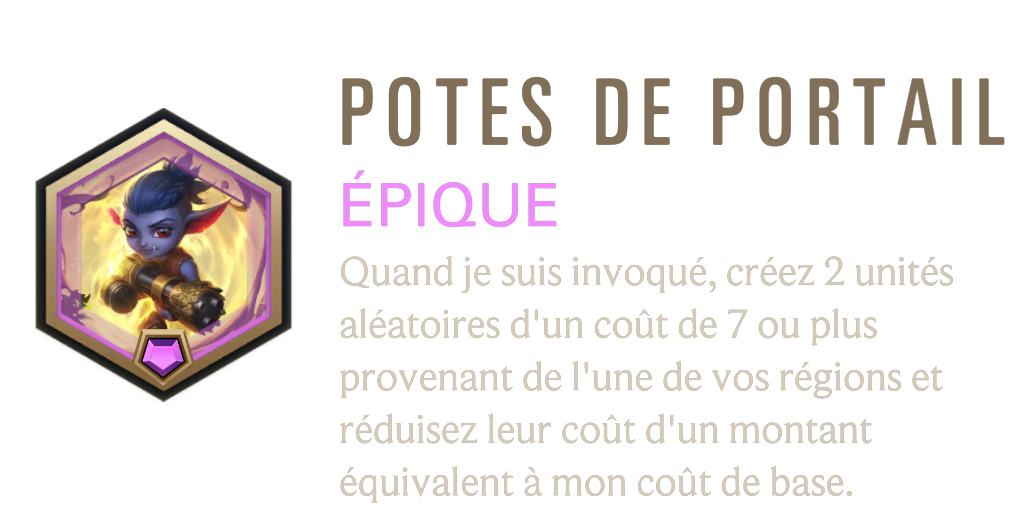 POTES DE PORTAIL
ÉPIQUE
Quand je suis invoqué, créez 2 unités
aléatoires d'un coût de 7 ou plus
provenant de l'une de vos régions et
réduisez leur coût d'un montant
équivalent à mon coût de base.